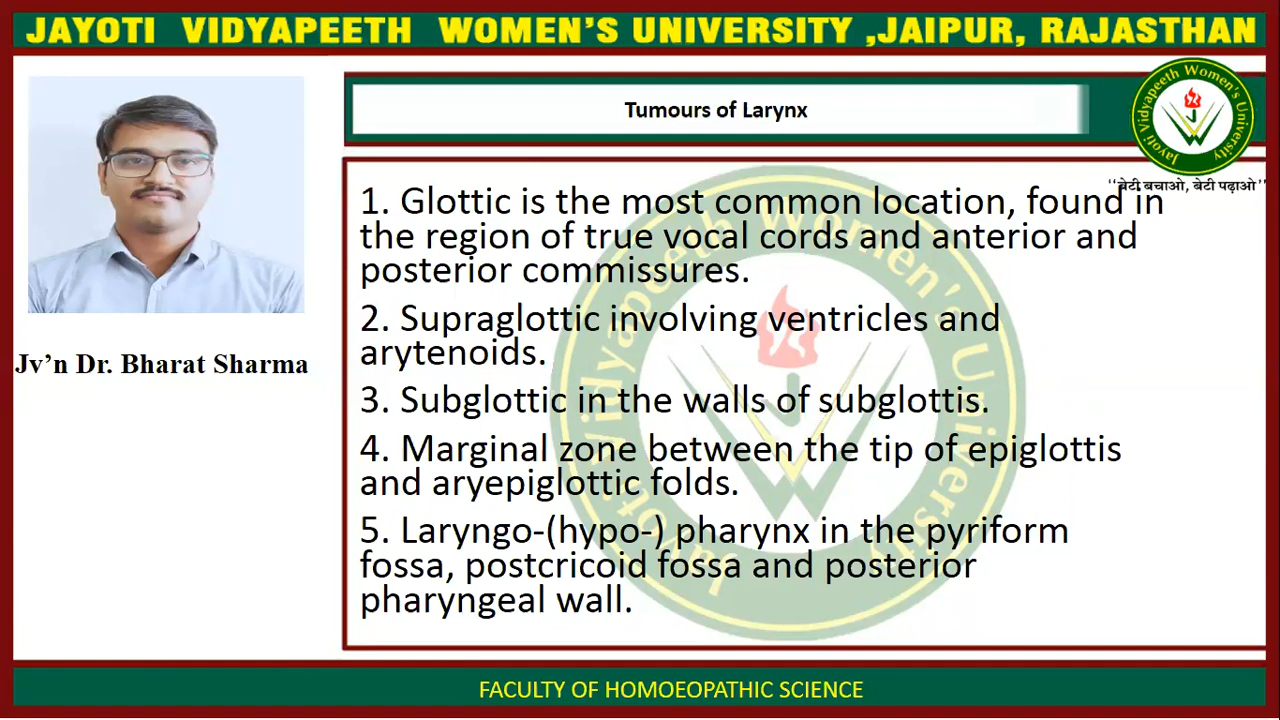 JAYOTI VIDYAPEETH WOMEN'S UNIVERSITY ,JAIPUR, RAJASTHAN
Tumours of Larynx
Jayoti Vidyapeeth Women's University
“बेटी बचाओ, बेटी पढ़ाओ”
1. Glottic is the most common location, found in
the region of true vocal cords and anterior and
posterior commissures.
2. Supraglottic involving ventricles and
arytenoids.
3. Subglottic in the walls of subglottis.
4. Marginal zone between the tip of epiglottis
and aryepiglottic folds.
5. Laryngo-(hypo-) pharynx in the pyriform
fossa, postcricoid fossa and posterior
pharyngeal wall.
Jayoti Vidyapeeth Women's University
Jv’n Dr. Bharat Sharma
FACULTY OF HOMOEOPATHIC SCIENCE